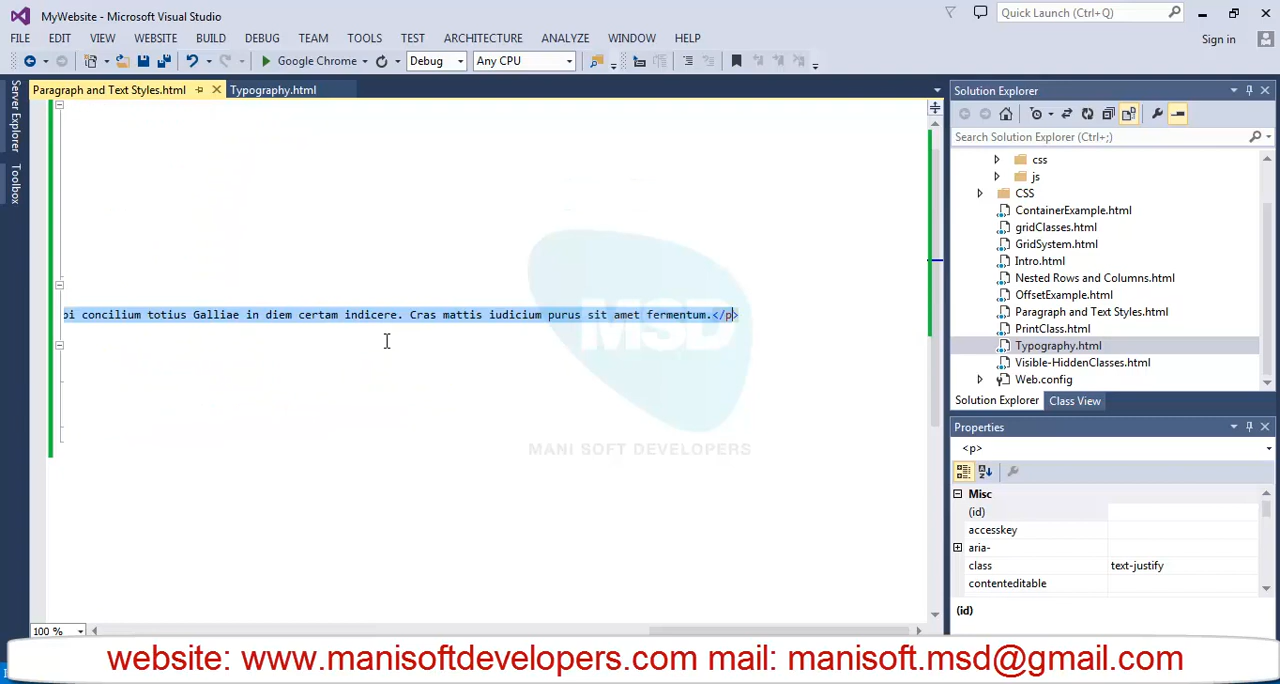 MyWebsite - Microsoft Visual Studio
Quick Launch (Ctrl+Q)
FILE EDIT VIEW WEBSITE BUILD DEBUG TEAM TOOLS TEST ARCHITECTURE ANALYZE WINDOW HELP
Sign in
Google Chrome Debug Any CPU
Server Explorer
Toolbox
Paragraph and Text Styles.html Typography.html
oi concilium totius Galliae in diem certam indicere. Cras mattis iudicium purus sit amet fermentum.</p>
MSD
MANI SOFT DEVELOPERS
100 %
Solution Explorer
Search Solution Explorer (Ctrl+;)
css
js
CSS
ContainerExample.html
gridClasses.html
GridSystem.html
Intro.html
Nested Rows and Columns.html
OffsetExample.html
Paragraph and Text Styles.html
PrintClass.html
Typography.html
Visible-HiddenClasses.html
Web.config
Solution Explorer Class View
Properties
<p>
Misc
(id)
accesskey
aria-
class text-justify
contenteditable
(id)
website: www.manisoftdevelopers.com mail: manisoft.msd@gmail.com